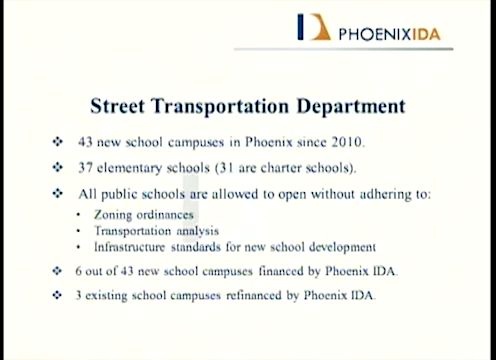 PHOENIXIDA
Street Transportation Department
❖ 43 new school campuses in Phoenix since 2010.
❖ 37 elementary schools (31 are charter schools).
❖ All public schools are allowed to open without adhering to:
• Zoning ordinances
• Transportation analysis
• Infrastructure standards for new school development
❖ 6 out of 43 new school campuses financed by Phoenix IDA.
❖ 3 existing school campuses refinanced by Phoenix IDA.